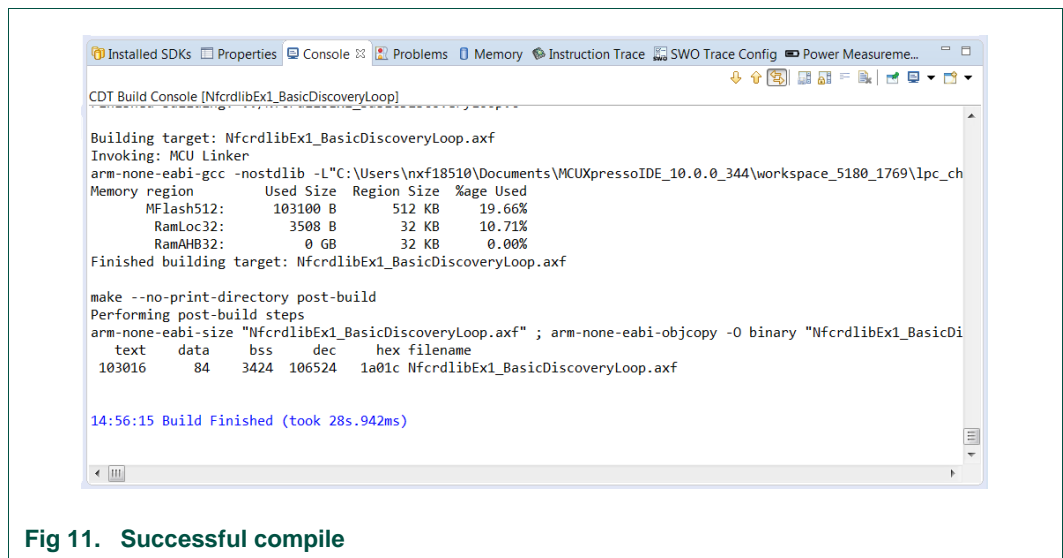 Installed SDKs Properties Console Problems Memory Instruction Trace SWO Trace Config Power Measureme...
CDT Build Console [NfcrdlibEx1_BasicDiscoveryLoop]
Building target: NfcrdlibEx1_BasicDiscoveryLoop.axf
Invoking: MCU Linker
arm-none-eabi-gcc -nostdlib -L"C:\Users\nxf18510\Documents\MCUXpressoIDE_10.0.0_344\workspace_5180_1769\lpc_ch
Memory region Used Size Region Size %age Used
MFlash512: 103100 B 512 KB 19.66%
RamLoc32: 3508 B 32 KB 10.71%
RamAHB32: 0 GB 32 KB 0.00%
Finished building target: NfcrdlibEx1_BasicDiscoveryLoop.axf
make --no-print-directory post-build
Performing post-build steps
arm-none-eabi-size "NfcrdlibEx1_BasicDiscoveryLoop.axf" ; arm-none-eabi-objcopy -O binary "NfcrdlibEx1_BasicDi
text data bss dec hex filename
103016 84 3424 106524 1a01c NfcrdlibEx1_BasicDiscoveryLoop.axf
14:56:15 Build Finished (took 28s.942ms)
Fig 11. Successful compile